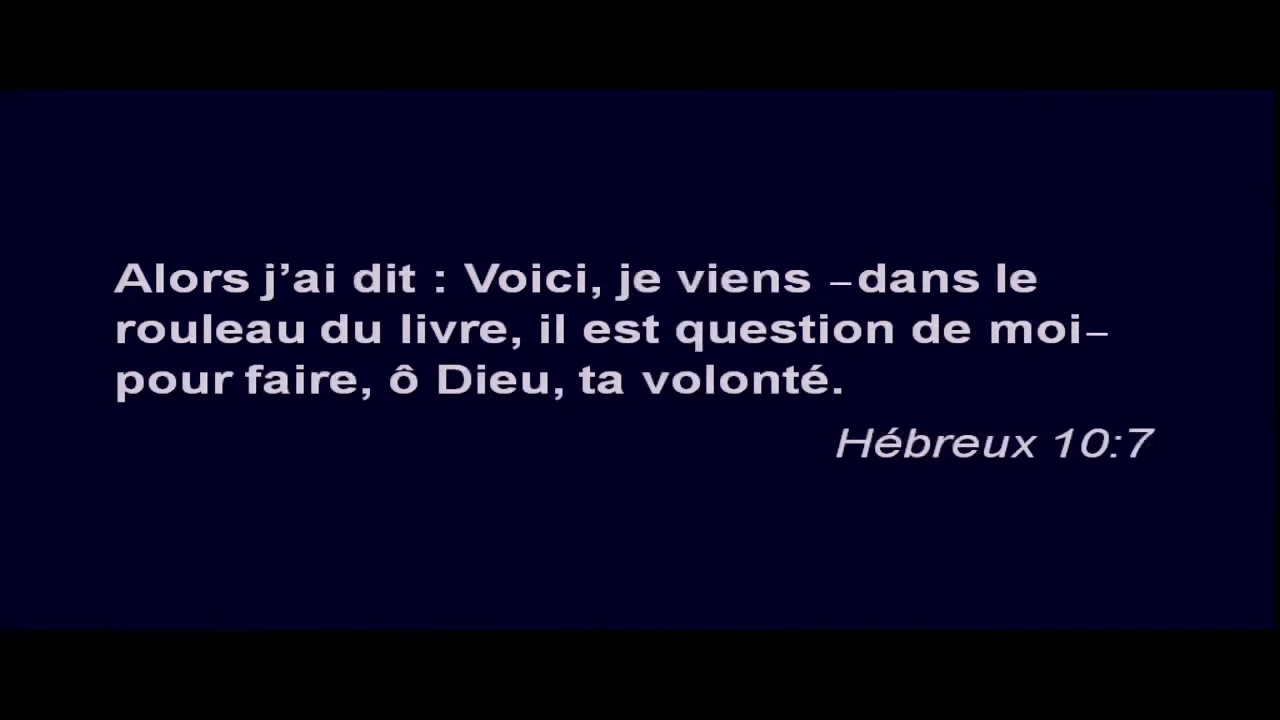 Alors j’ai dit : Voici, je viens –dans le
rouleau du livre, il est question de moi–
pour faire, ô Dieu, ta volonté.
Hébreux 10:7